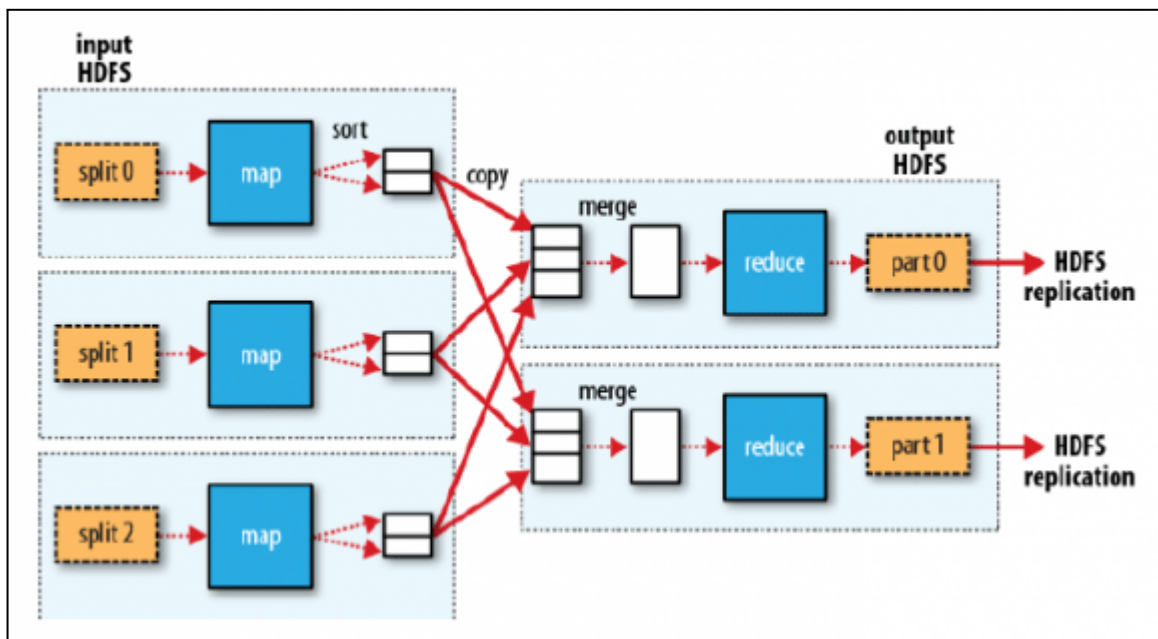 input
HDFS
split 0
map
sort
copy
split 1
map
split 2
map
output
HDFS
merge
reduce
part 0
HDFS
replication
merge
reduce
part 1
HDFS
replication